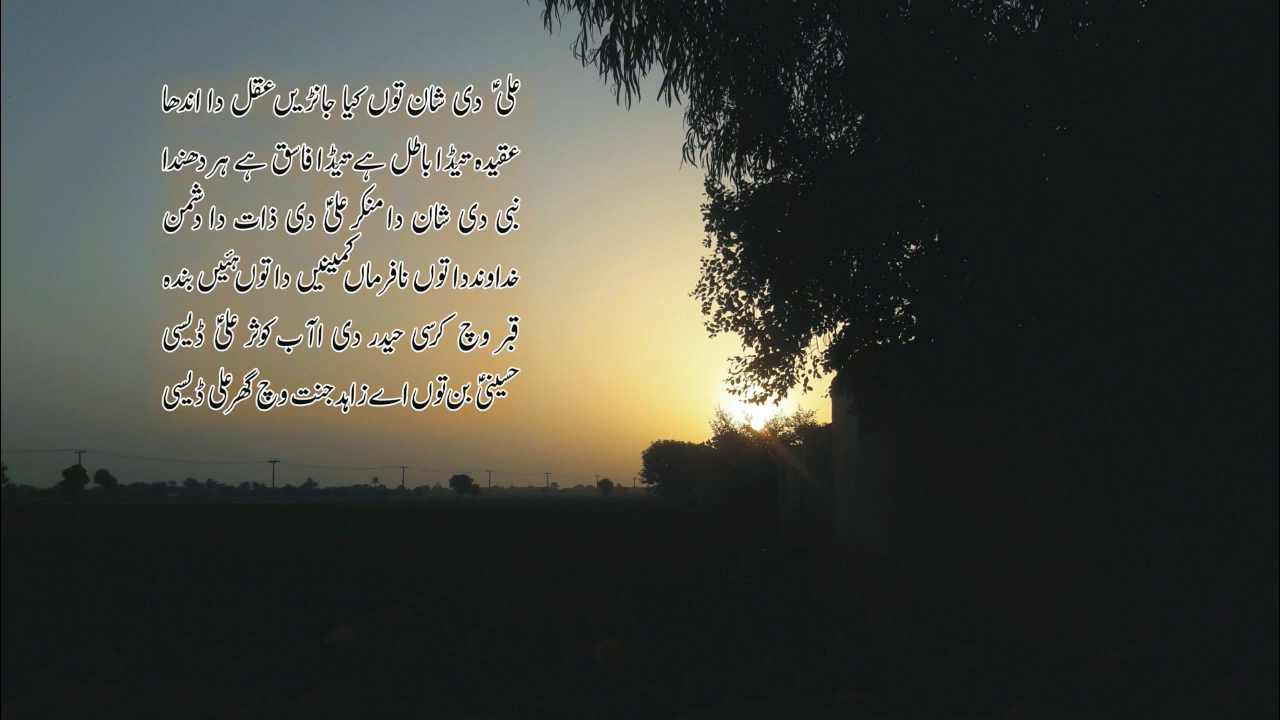 علیؑ دی شان توں کیا جانڑیں عقل دا اندھا
عقیدہ تیڈا باطل ہے تیڈا فاسق ہے ہر دھندا
نبی دی شان دا منکر علیؑ دی ذات دا دشمن
خداوند دا توں نافرماں کمینیں دا توں ہئیں بندہ
قبر وچ کرسی حیدر دی اآب کوثر علیؑ ڈیسی
حسینیؑ بن توں اے زاہد جنت وچ گھر علی ڈیسی